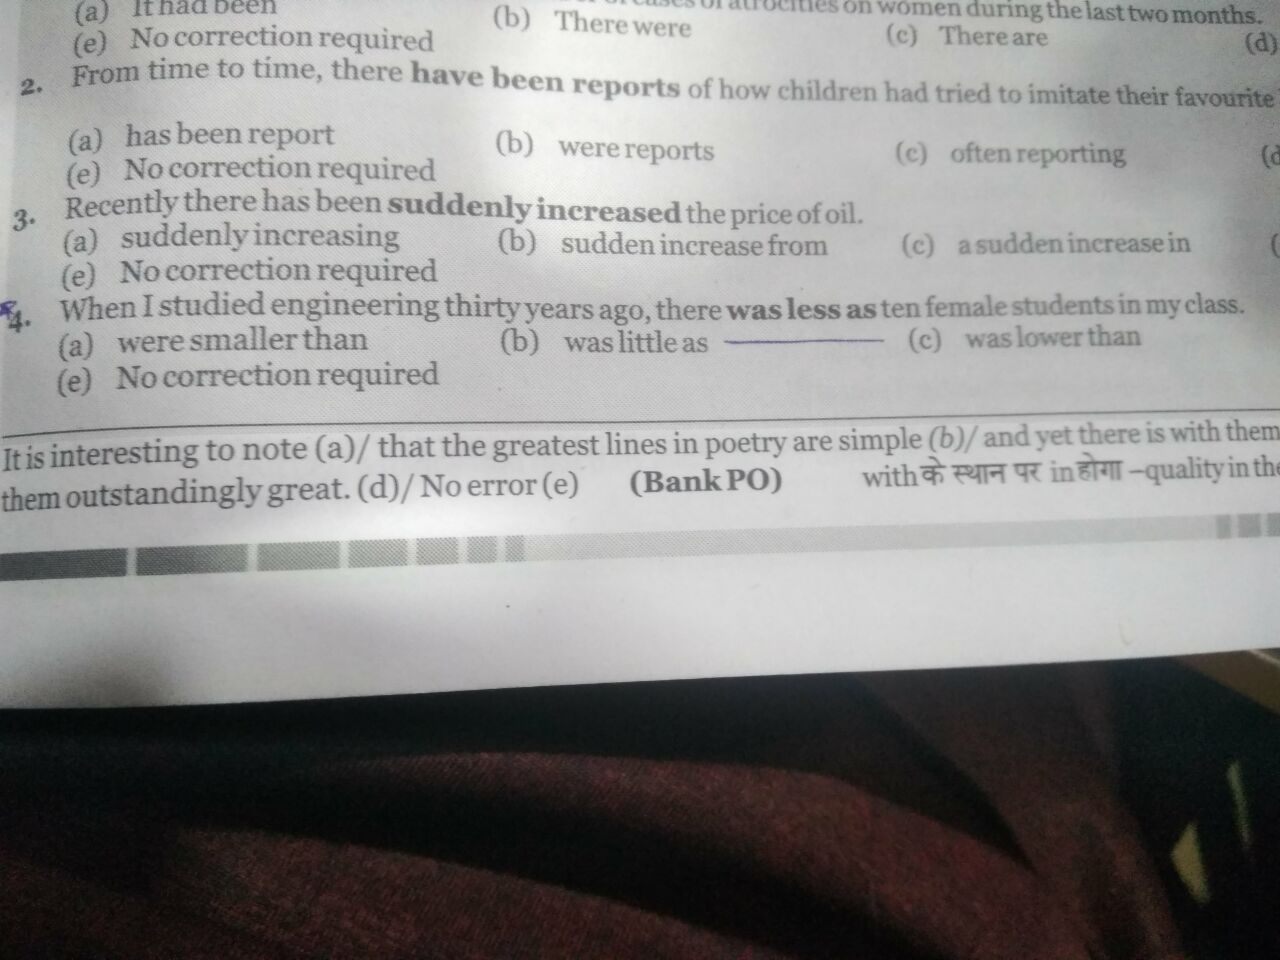 (a) It had been
of cases of atrocities on women during the last two months.
(b) There were
(c) There are
(d)
(e) No correction required
2. From time to time, there have been reports of how children had tried to imitate their favourite
(a) has been report
(b) were reports
(c) often reporting
(e) No correction required
3. Recently there has been suddenly increased the price of oil.
(a) suddenly increasing
(b) sudden increase from
(c) a sudden increase in
(e) No correction required
4. When I studied engineering thirty years ago, there was less as ten female students in my class.
(a) were smaller than
(b) was little as
(c) was lower than
(e) No correction required
It is interesting to note (a)/ that the greatest lines in poetry are simple (b)/ and yet there is with them
them outstandingly great. (d)/ No error (e) (Bank PO) with के स्थान पर in होगा –quality in the